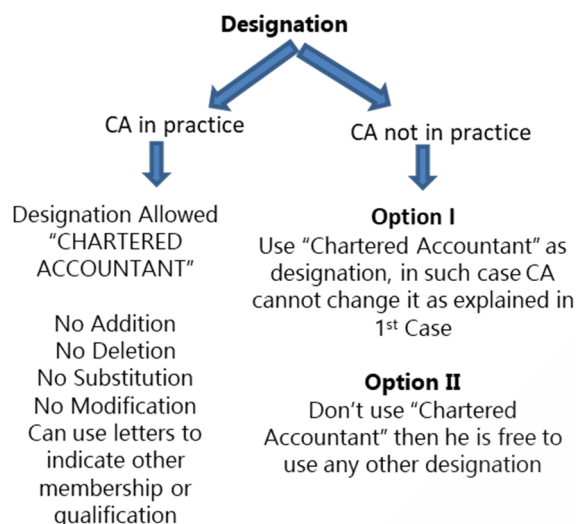 Designation
CA in practice
CA not in practice
Designation Allowed
“CHARTERED
ACCOUNTANT”
No Addition
No Deletion
No Substitution
No Modification
Can use letters to
indicate other
membership or
qualification
Option I
Use “Chartered Accountant” as
designation, in such case CA
cannot change it as explained in
1st Case
Option II
Don’t use “Chartered
Accountant” then he is free to
use any other designation